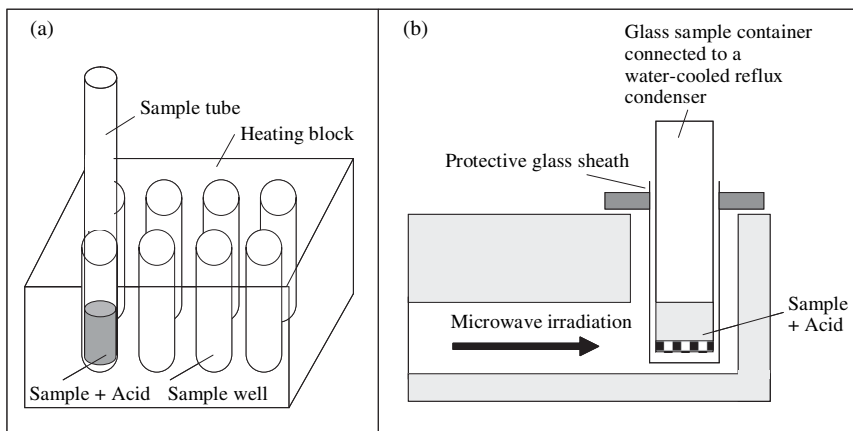 (a)
Sample tube
Heating block
Sample + Acid
Sample well
(b)
Glass sample container
connected to a
water-cooled reflux
condenser
Protective glass sheath
Microwave irradiation
Sample
+ Acid